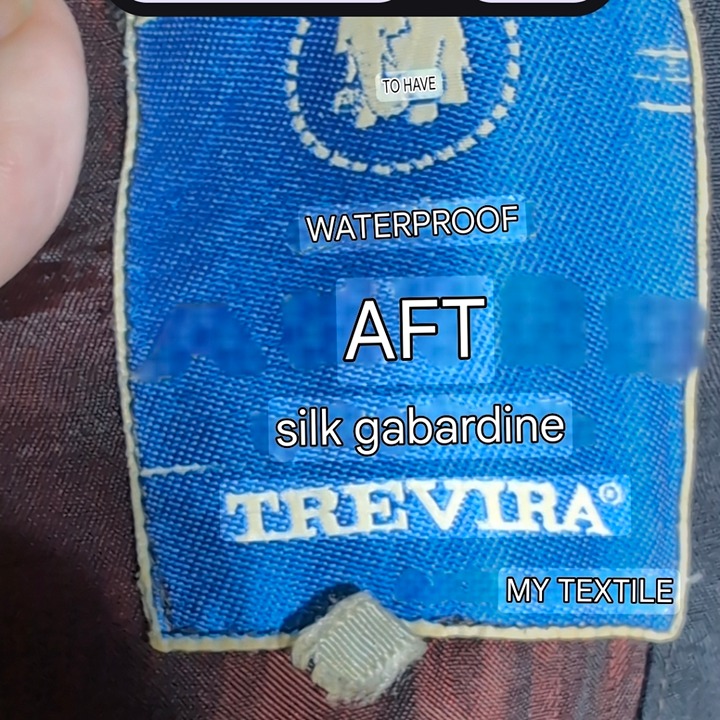 TO HAVE
WATERPROOF
AFT
silk gabardine
TREVIRA®
MY TEXTILE